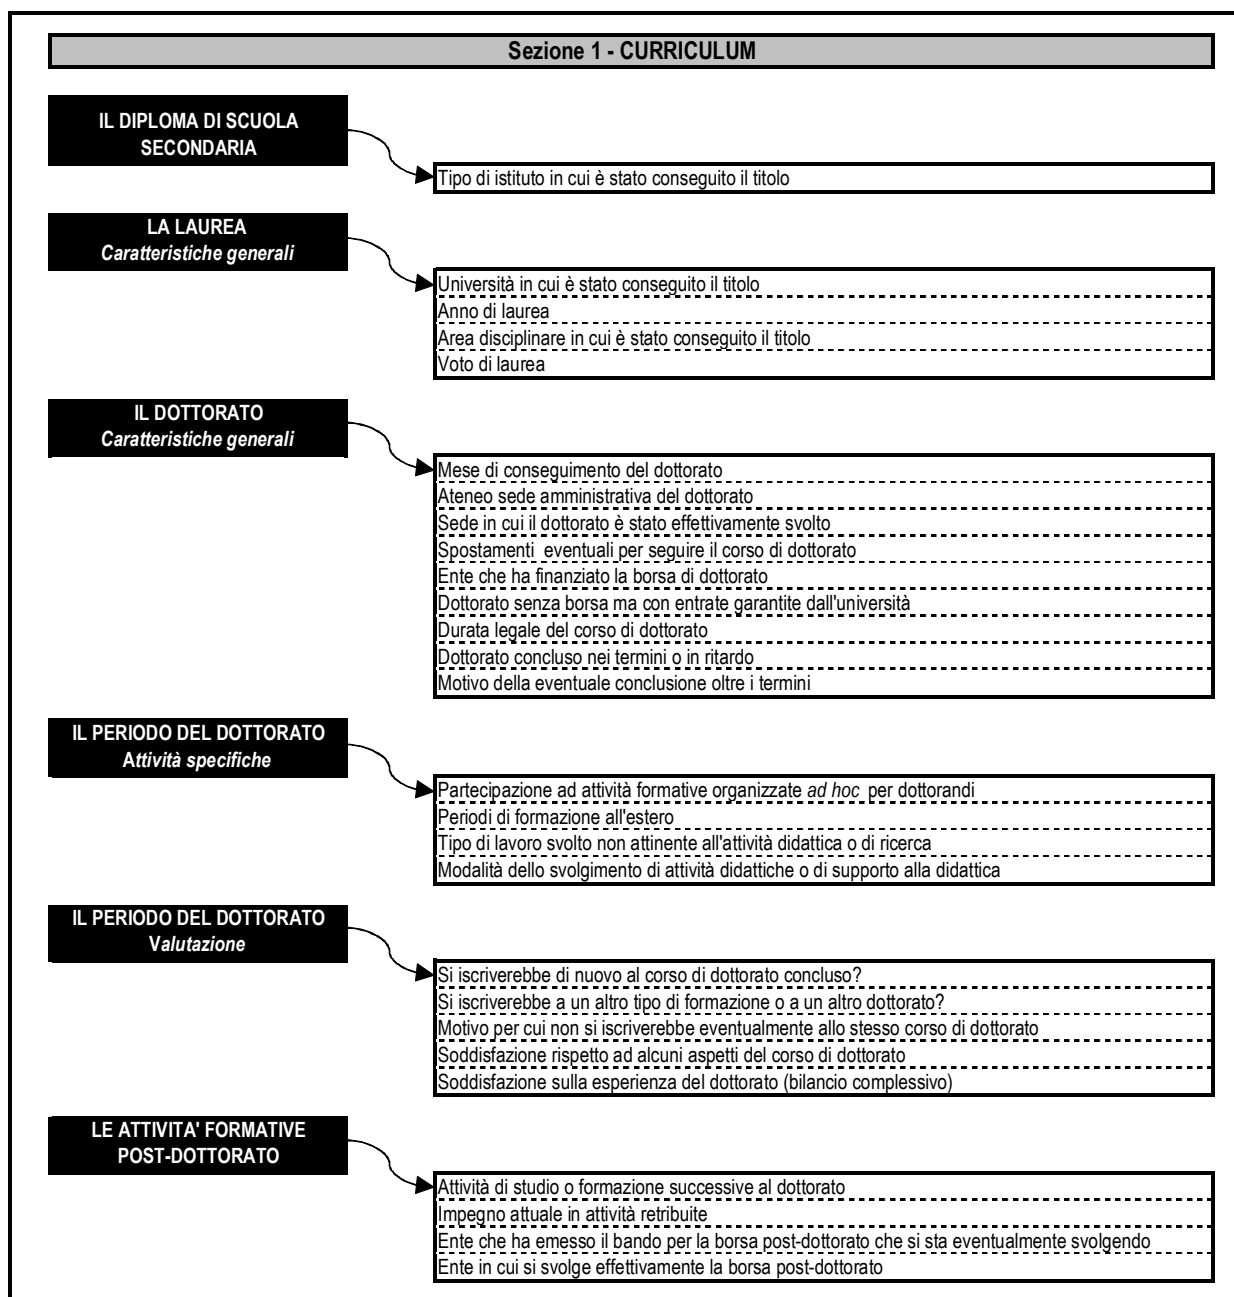 Sezione 1 - CURRICULUM
IL DIPLOMA DI SCUOLA
SECONDARIA
Tipo di istituto in cui è stato conseguito il titolo
LA LAUREA
Caratteristiche generali
Università in cui è stato conseguito il titolo
Anno di laurea
Area disciplinare in cui è stato conseguito il titolo
Voto di laurea
IL DOTTORATO
Caratteristiche generali
Mese di conseguimento del dottorato
Ateneo sede amministrativa del dottorato
Sede in cui il dottorato è stato effettivamente svolto
Spostamenti eventuali per seguire il corso di dottorato
Ente che ha finanziato la borsa di dottorato
Dottorato senza borsa ma con entrate garantite dall'università
Durata legale del corso di dottorato
Dottorato concluso nei termini o in ritardo
Motivo della eventuale conclusione oltre i termini
IL PERIODO DEL DOTTORATO
Attività specifiche
Partecipazione ad attività formative organizzate ad hoc per dottorandi
Periodi di formazione all'estero
Tipo di lavoro svolto non attinente all'attività didattica o di ricerca
Modalità dello svolgimento di attività didattiche o di supporto alla didattica
IL PERIODO DEL DOTTORATO
Valutazione
Si iscriverebbe di nuovo al corso di dottorato concluso?
Si iscriverebbe a un altro tipo di formazione o a un altro dottorato?
Motivo per cui non si iscriverebbe eventualmente allo stesso corso di dottorato
Soddisfazione rispetto ad alcuni aspetti del corso di dottorato
Soddisfazione sulla esperienza del dottorato (bilancio complessivo)
LE ATTIVITA' FORMATIVE
POST-DOTTORATO
Attività di studio o formazione successive al dottorato
Impegno attuale in attività retribuite
Ente che ha emesso il bando per la borsa post-dottorato che si sta eventualmente svolgendo
Ente in cui si svolge effettivamente la borsa post-dottorato